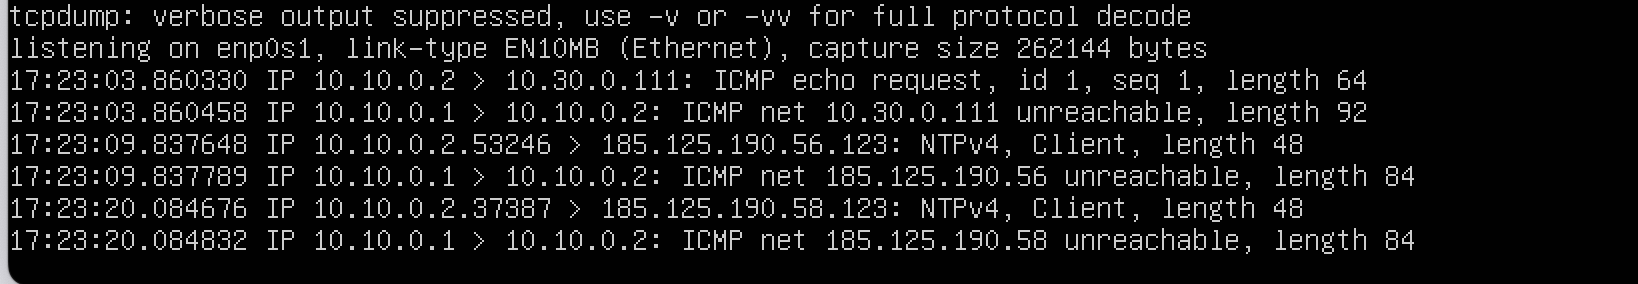 tcpdump: verbose output suppressed, use -v or -vv for full protocol decode
listening on enp0s1, link-type EN10MB (Ethernet), capture size 262144 bytes
17:23:03.860330 IP 10.10.0.2 > 10.30.0.111: ICMP echo request, id 1, seq 1, length 64
17:23:03.860458 IP 10.10.0.1 > 10.10.0.2: ICMP net 10.30.0.111 unreachable, length 92
17:23:09.837648 IP 10.10.0.2.53246 > 185.125.190.56.123: NTPv4, Client, length 48
17:23:09.837789 IP 10.10.0.1 > 10.10.0.2: ICMP net 185.125.190.56 unreachable, length 84
17:23:20.084676 IP 10.10.0.2.37387 > 185.125.190.58.123: NTPv4, Client, length 48
17:23:20.084832 IP 10.10.0.1 > 10.10.0.2: ICMP net 185.125.190.58 unreachable, length 84